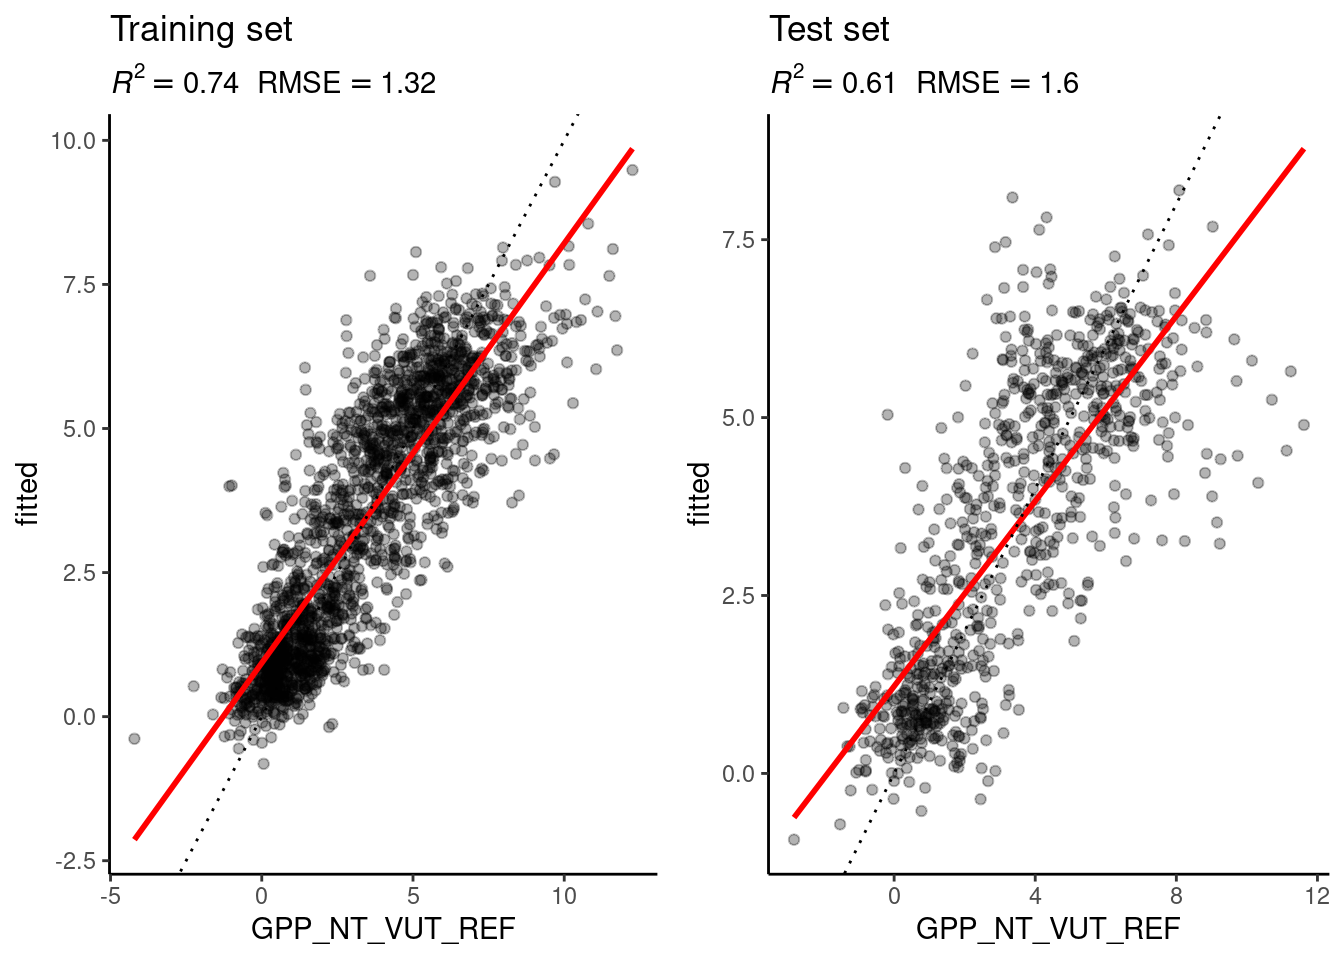 Training set
R² = 0.74 RMSE = 1.32
10.0
7.5
5.0
2.5
0.0
-2.5
fitted
-5 0 5 10
GPP_NT_VUT_REF
Test set
R² = 0.61 RMSE = 1.6
7.5
5.0
2.5
0.0
fitted
0 4 8 12
GPP_NT_VUT_REF